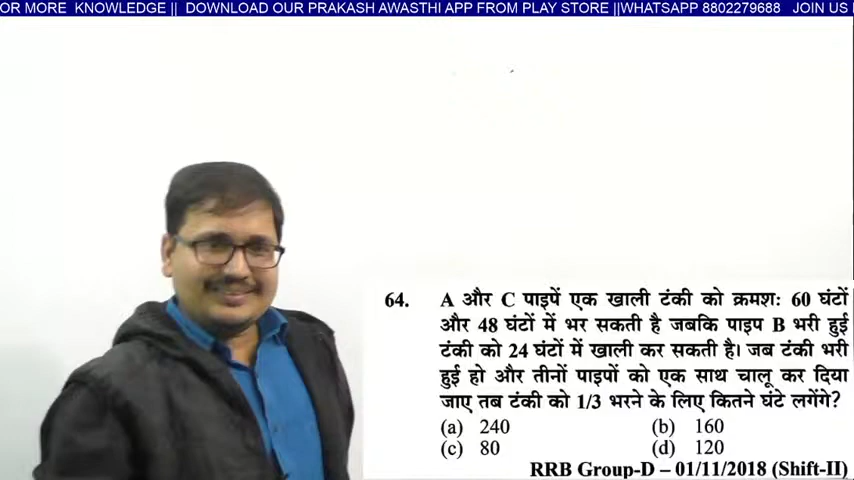 OR MORE KNOWLEDGE || DOWNLOAD OUR PRAKASH AWASTHI APP FROM PLAY STORE ||WHATSAPP 8802279688 JOIN US
64. A और C पाइपें एक खाली टंकी को क्रमशः 60 घंटों
और 48 घंटों में भर सकती है जबकि पाइप B भरी हुई
टंकी को 24 घंटों में खाली कर सकती है। जब टंकी भरी
हुई हो और तीनों पाइपों को एक साथ चालू कर दिया
जाए तब टंकी को 1/3 भरने के लिए कितने घंटे लगेंगे?
(a) 240 (b) 160
(c) 80 (d) 120
RRB Group-D – 01/11/2018 (Shift-II)